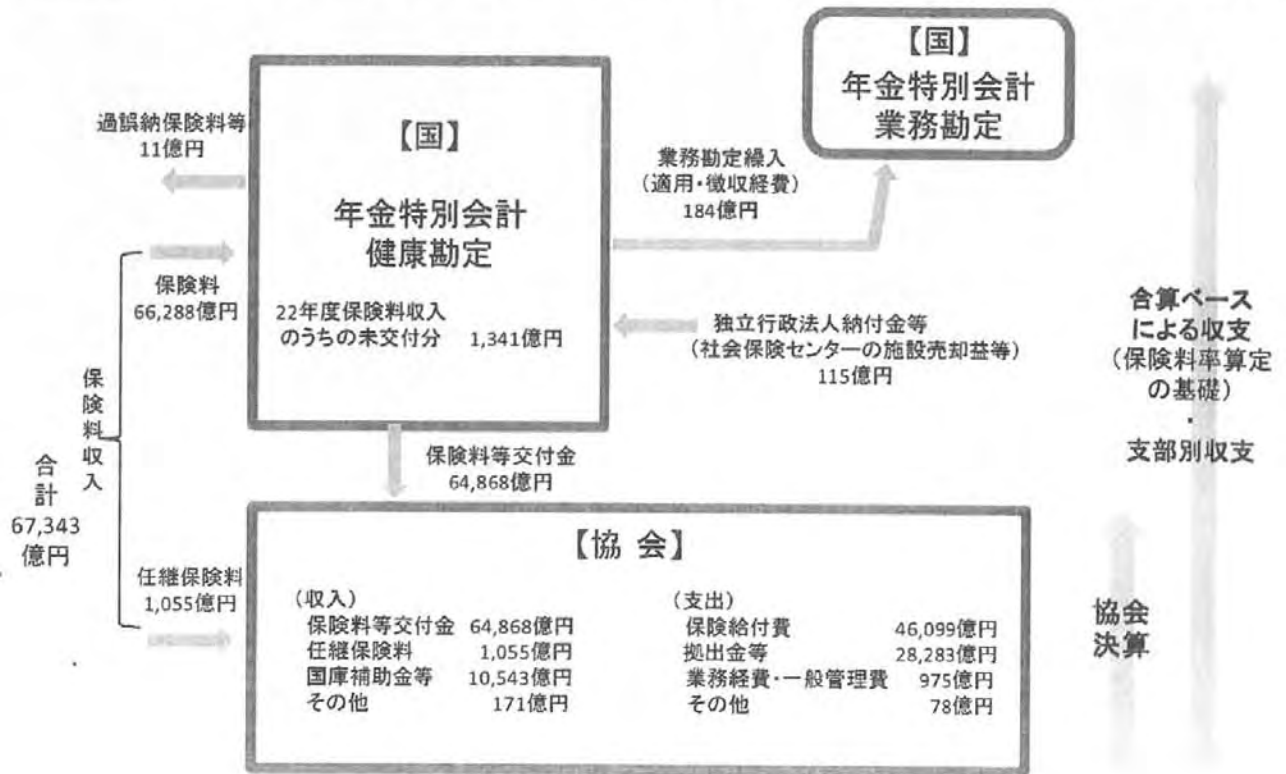 【国】
年金特別会計
業務勘定
過誤納保険料等
11億円
【国】
年金特別会計
健康勘定
業務勘定繰入
(適用・徴収経費)
184億円
保険料
66,288億円
22年度保険料収入
のうちの未交付分 1,341億円
独立行政法人納付金等
(社会保険センターの施設売却益等)
115億円
合算ベース
による収支
(保険料率算定
の基礎)
・
支部別収支
保険料収入
合計
67,343
億円
保険料等交付金
64,868億円
任継保険料
1,055億円
【協 会】
(収入)
保険料等交付金 64,868億円
任継保険料 1,055億円
国庫補助金等 10,543億円
その他 171億円
(支出)
保険給付費 46,099億円
拠出金等 28,283億円
業務経費・一般管理費 975億円
その他 78億円
協会
決算